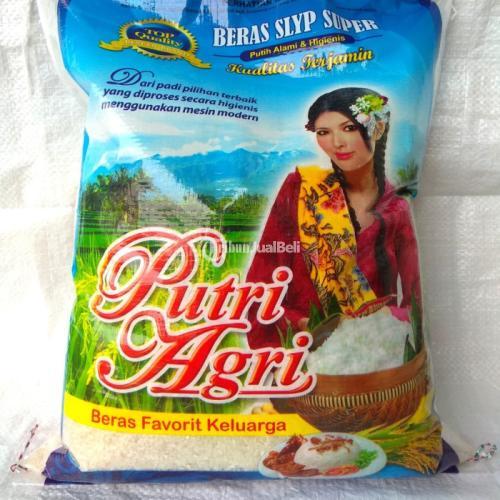 BERAS SLYP SUPER
Putih Alami & Higienis
Kualitas Terjamin
TOP
Quality
Dari padi pilihan terbaik
yang diproses secara higienis
menggunakan mesin modern
TribunJualBeli
Putri
Agri
Beras Favorit Keluarga